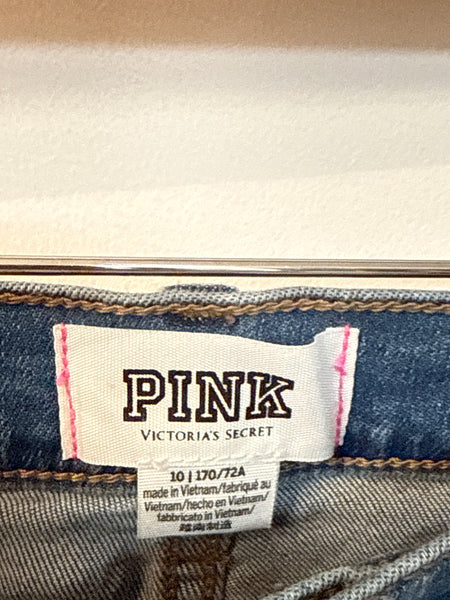 PINK
VICTORIA'S SECRET
10 | 170/72A
made in Vietnam/fabriqué au
Vietnam/hecho en Vietnam/
fabbricato in Vietnam/
越南制造